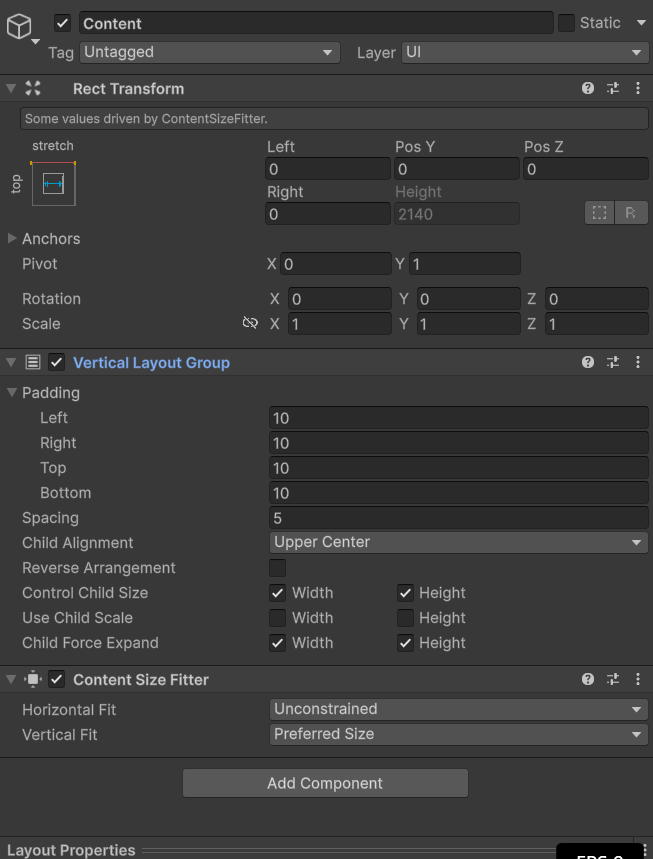 Content Static
Tag Untagged Layer UI
Rect Transform
Some values driven by ContentSizeFitter.
stretch Left Pos Y Pos Z
top 0 0 0
Right Height
0 2140 R
Anchors
Pivot X 0 Y 1
Rotation X 0 Y 0 Z 0
Scale X 1 Y 1 Z 1
Vertical Layout Group
Padding
Left 10
Right 10
Top 10
Bottom 10
Spacing 5
Child Alignment Upper Center
Reverse Arrangement
Control Child Size Width Height
Use Child Scale Width Height
Child Force Expand Width Height
Content Size Fitter
Horizontal Fit Unconstrained
Vertical Fit Preferred Size
Add Component
Layout Properties